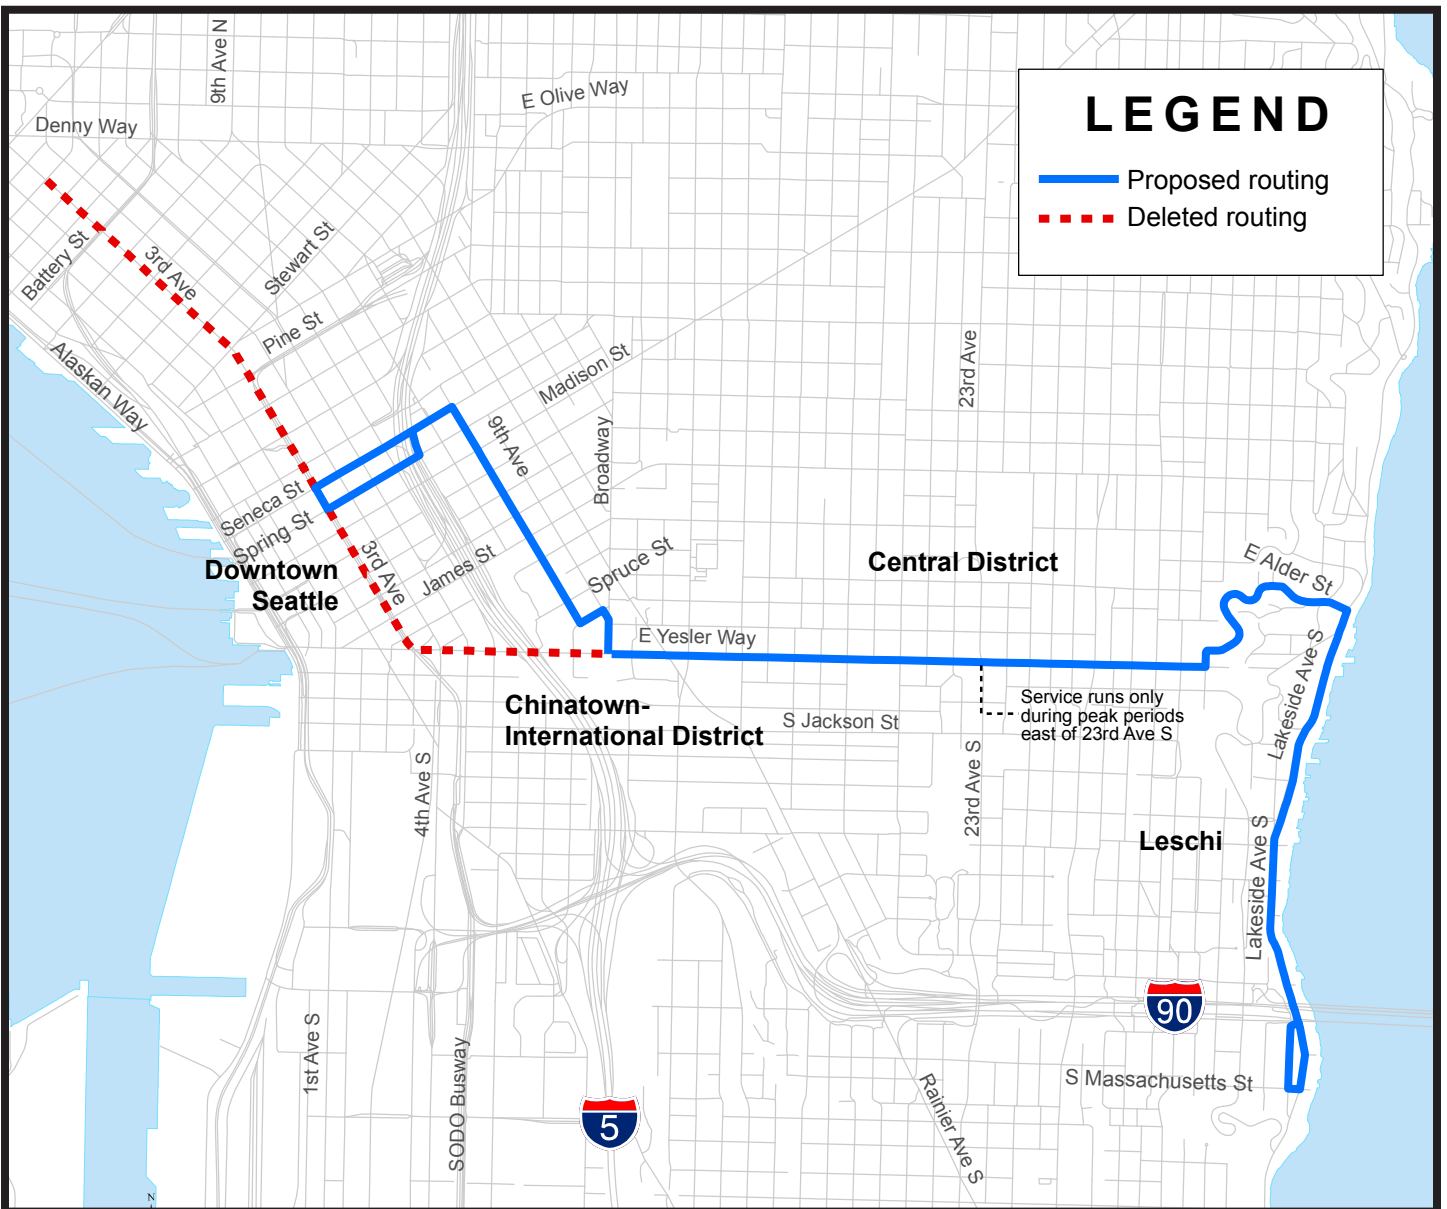 9th Ave N
E Olive Way
Denny Way
LEGEND
Proposed routing
Deleted routing
Battery St
3rd Ave
Stewart St
Pine St
Alaskan Way
Madison St
23rd Ave
9th Ave
Broadway
Seneca St
Spring St
3rd Ave
James St
Spruce St
Downtown
Seattle
Central District
E Alder St
E Yesler Way
Lakeside Ave S
Chinatown-
International District
S Jackson St
Service runs only
during peak periods
east of 23rd Ave S
4th Ave S
23rd Ave S
Leschi
Lakeside Ave S
90
1st Ave S
SODO Busway
S Massachusetts St
Rainier Ave S
5
N